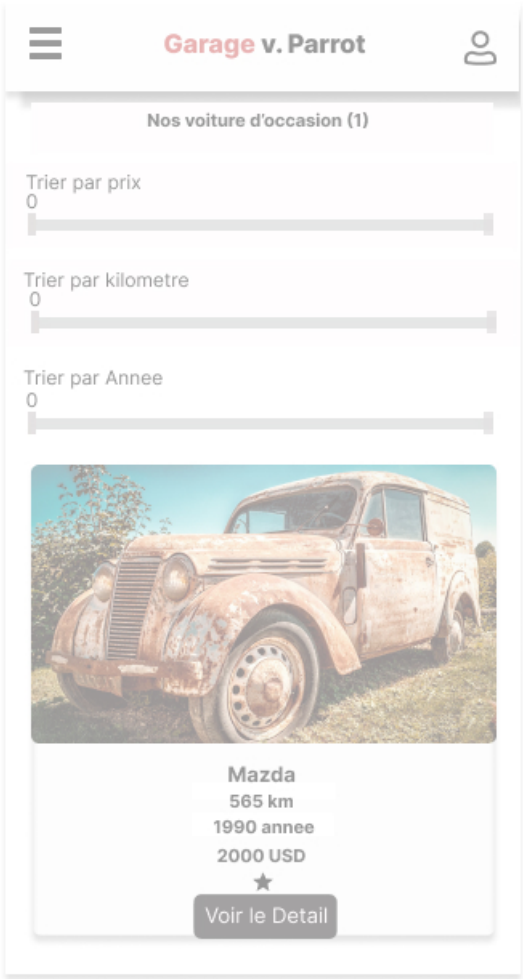 Garage v. Parrot
Nos voiture d'occasion (1)
Trier par prix
0
Trier par kilometre
0
Trier par Annee
0
Mazda
565 km
1990 annee
2000 USD
Voir le Detail